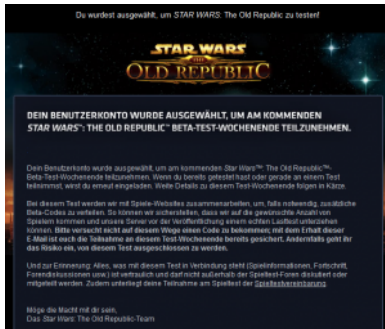 Du wurdest ausgewählt, um STAR WARS: The Old Republic zu testen!
STAR WARS
THE
OLD REPUBLIC
DEIN BENUTZERKONTO WURDE AUSGEWÄHLT, UM AM KOMMENDEN
STAR WARS™: THE OLD REPUBLIC™ BETA-TEST-WOCHENENDE TEILZUNEHMEN.
Dein Benutzerkonto wurde ausgewählt, um am kommenden Star Wars™: The Old Republic™-
Beta-Test-Wochenende teilzunehmen. Wenn du bereits getestet hast oder gerade an einem Test
teilnimmst, wirst du erneut eingeladen. Weite Details zu diesem Testwochenende folgen in Kürze.
Bei diesem Test werden wir mit Spiele-Websites zusammenarbeiten, um, falls notwendig, zusätzliche
Beta-Codes zu verteilen. So können wir sicherstellen, dass wir auf die gewünschte Anzahl von
Spielern kommen und unsere Server vor der Veröffentlichung einem echten Lasttest unterziehen
können. Bitte versucht nicht auf diesem Wege einen Code zu bekommen; mit dem Erhalt dieser
E-Mail ist euch die Teilnahme an diesem Test-Wochenende bereits gesichert. Andernfalls geht ihr
das Risiko ein, von diesem Test ausgeschlossen zu werden.
Und zur Erinnerung: Alles, was mit diesem Test in Verbindung steht (Spielinformationen, Fortschritt,
Forendiskussionen usw.) ist vertraulich und darf nicht außerhalb der Spieltest-Foren diskutiert oder
mitgeteilt werden. Zudem unterliegt deine Teilnahme am Spieltest der Spieltestvereinbarung.
Möge die Macht mit dir sein,
Das Star Wars: The Old Republic-Team